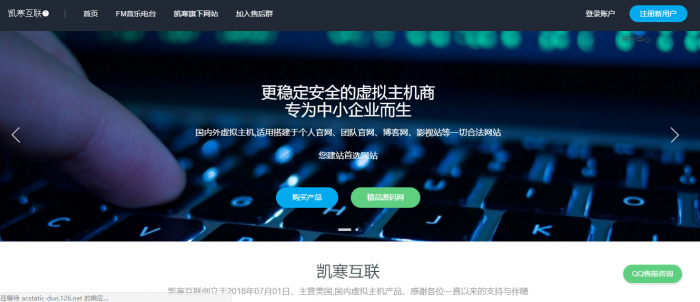 凯寒互联
首页
FM音乐电台
凯寒旗下网站
加入售后群
登录账户
注册新用户
更稳定安全的虚拟主机商
专为中小企业而生
国内外虚拟主机,适用搭建于个人官网、团队官网、博客网、影视站等一切合法网站
您建站首选网站
购买产品
精品源码网
凯寒互联
凯寒互联创立于2018年07月01日，主营美国,国内虚拟主机产品，感谢各位一直以来的支持与伴随
QQ售前咨询
正在等待 acstatic-dun.126.net 的响应...